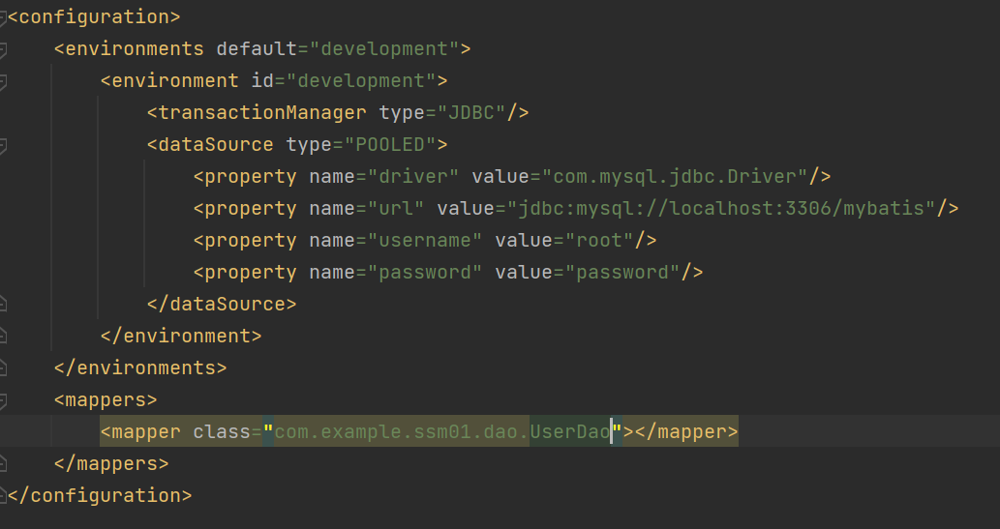 <configuration>
    <environments default="development">
        <environment id="development">
            <transactionManager type="JDBC"/>
            <dataSource type="POOLED">
                <property name="driver" value="com.mysql.jdbc.Driver"/>
                <property name="url" value="jdbc:mysql://localhost:3306/mybatis"/>
                <property name="username" value="root"/>
                <property name="password" value="password"/>
            </dataSource>
        </environment>
    </environments>
    <mappers>
        <mapper class="com.example.ssm01.dao.UserDao"></mapper>
    </mappers>
</configuration>